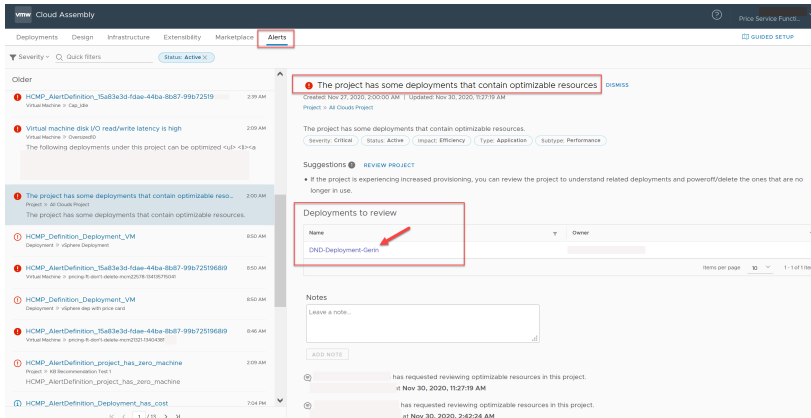 vmw Cloud Assembly
Price Service Functi...
Deployments Design Infrastructure Extensibility Marketplace Alerts
GUIDED SETUP
Severity Quick filters Status: Active ×
Older
HCMP_AlertDefinition_15a83e3d-fdae-44ba-8b87-99b72519 2:39 AM
Virtual Machine > Cap_Idle
Virtual machine disk I/O read/write latency is high 2:09 AM
Virtual Machine > OversizedIO
The following deployments under this project can be optimized <ul> <li><a
The project has some deployments that contain optimizable reso... 2:00 AM
Project > All Clouds Project
The project has some deployments that contain optimizable resources.
HCMP_Definition_Deployment_VM 8:50 AM
Deployment > vSphere Deployment
HCMP_AlertDefinition_15a83e3d-fdae-44ba-8b87-99b7251968f9 8:50 AM
Virtual Machine > pricing-ft-don't-delete-mcm22578-134135715041
HCMP_Definition_Deployment_VM 8:50 AM
Deployment > vSphere dep with price card
HCMP_AlertDefinition_15a83e3d-fdae-44ba-8b87-99b7251968f9 8:46 AM
Virtual Machine > pricing-ft-don't-delete-mcm21321-13404381
HCMP_AlertDefinition_project_has_zero_machine 2:09 AM
Project > KB Recommendation Test 1
HCMP_AlertDefinition_project_has_zero_machine
HCMP_AlertDefinition_Deployment_has_cost 7:04 PM
1 / 19
The project has some deployments that contain optimizable resources DISMISS
Created: Nov 27, 2020, 2:00:00 AM | Updated: Nov 30, 2020, 11:27:19 AM
Project > All Clouds Project
The project has some deployments that contain optimizable resources.
Severity: Critical Status: Active Impact: Efficiency Type: Application Subtype: Performance
Suggestions REVIEW PROJECT
• If the project is experiencing increased provisioning, you can review the project to understand related deployments and poweroff/delete the ones that are no
longer in use.
Deployments to review
Name Owner
DND-Deployment-Gerin
Items per page 10 1 - 1 of 1 ite
Notes
Leave a note...
ADD NOTE
has requested reviewing optimizable resources in this project.
at Nov 30, 2020, 11:27:19 AM
has requested reviewing optimizable resources in this project.
at Nov 30, 2020, 2:42:24 AM